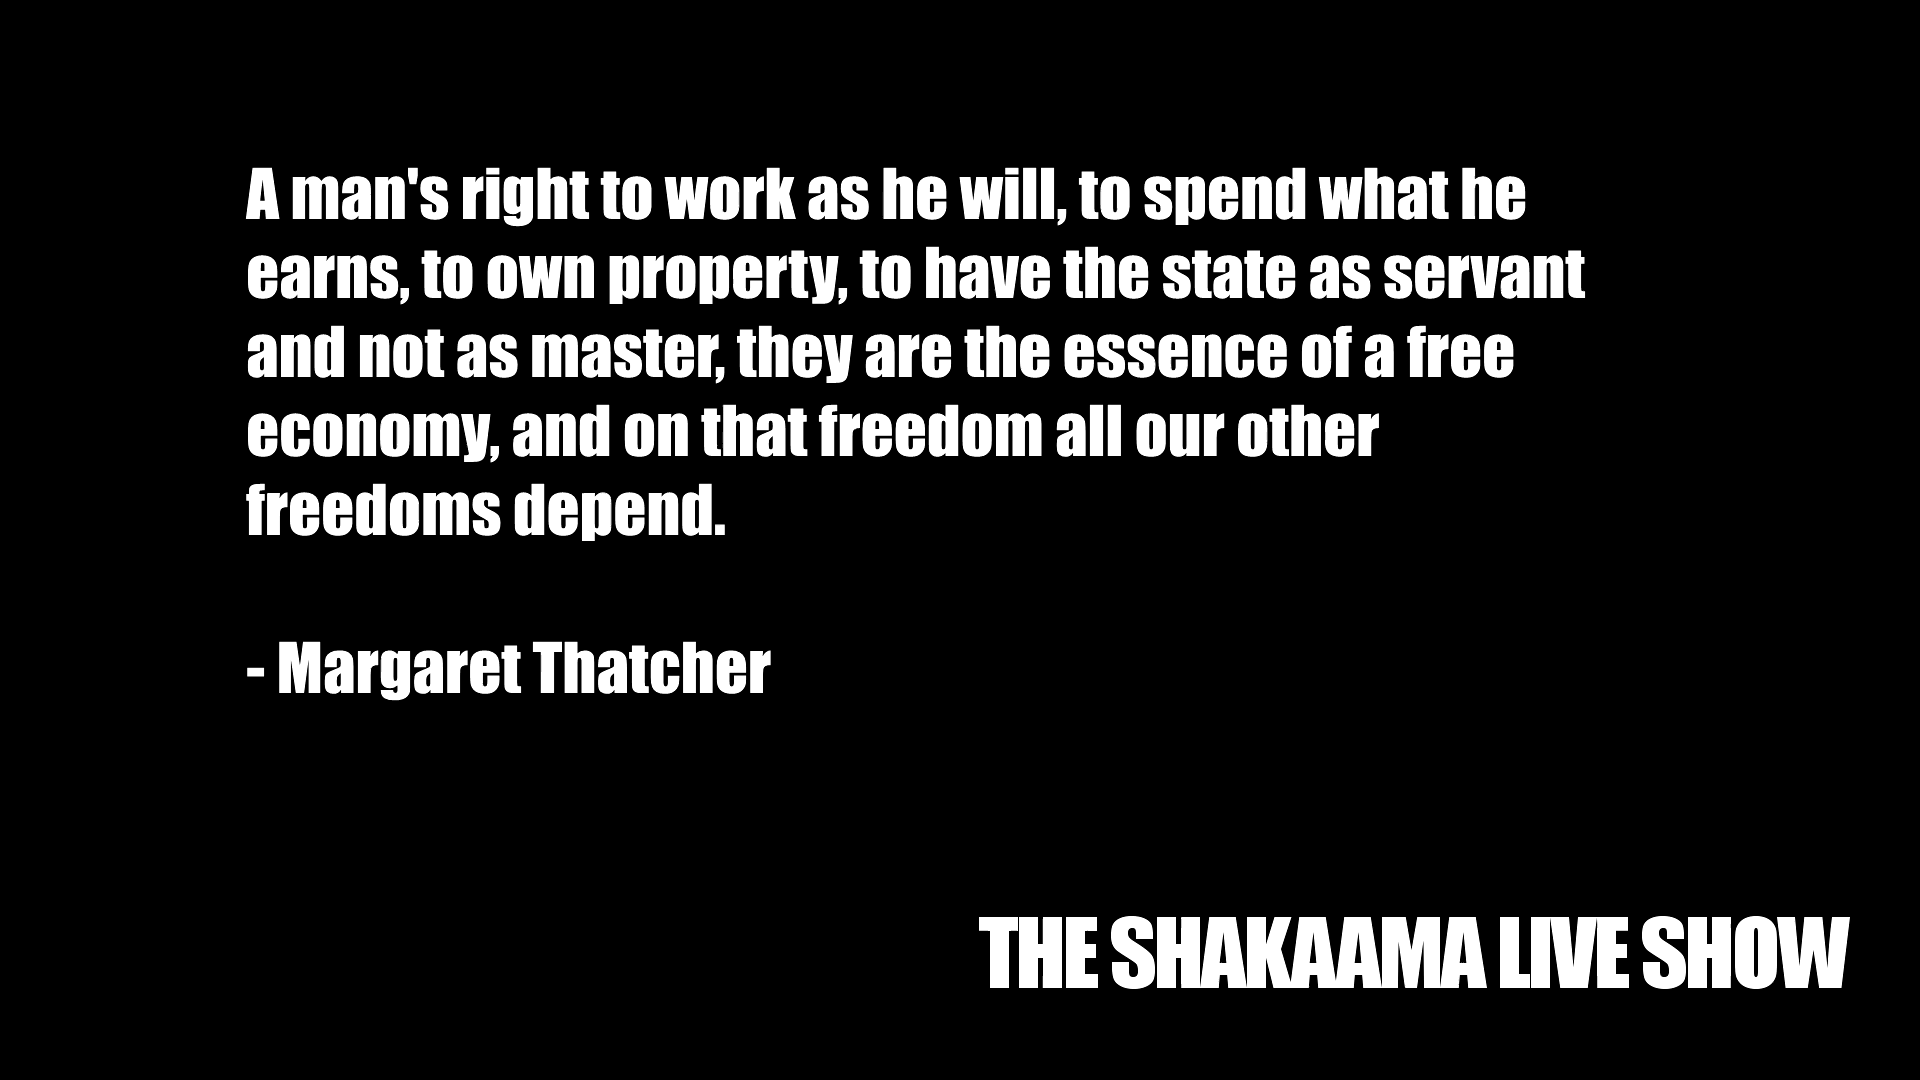 A man's right to work as he will, to spend what he
earns, to own property, to have the state as servant
and not as master, they are the essence of a free
economy, and on that freedom all our other
freedoms depend.
- Margaret Thatcher
THE SHAKAAMA LIVE SHOW